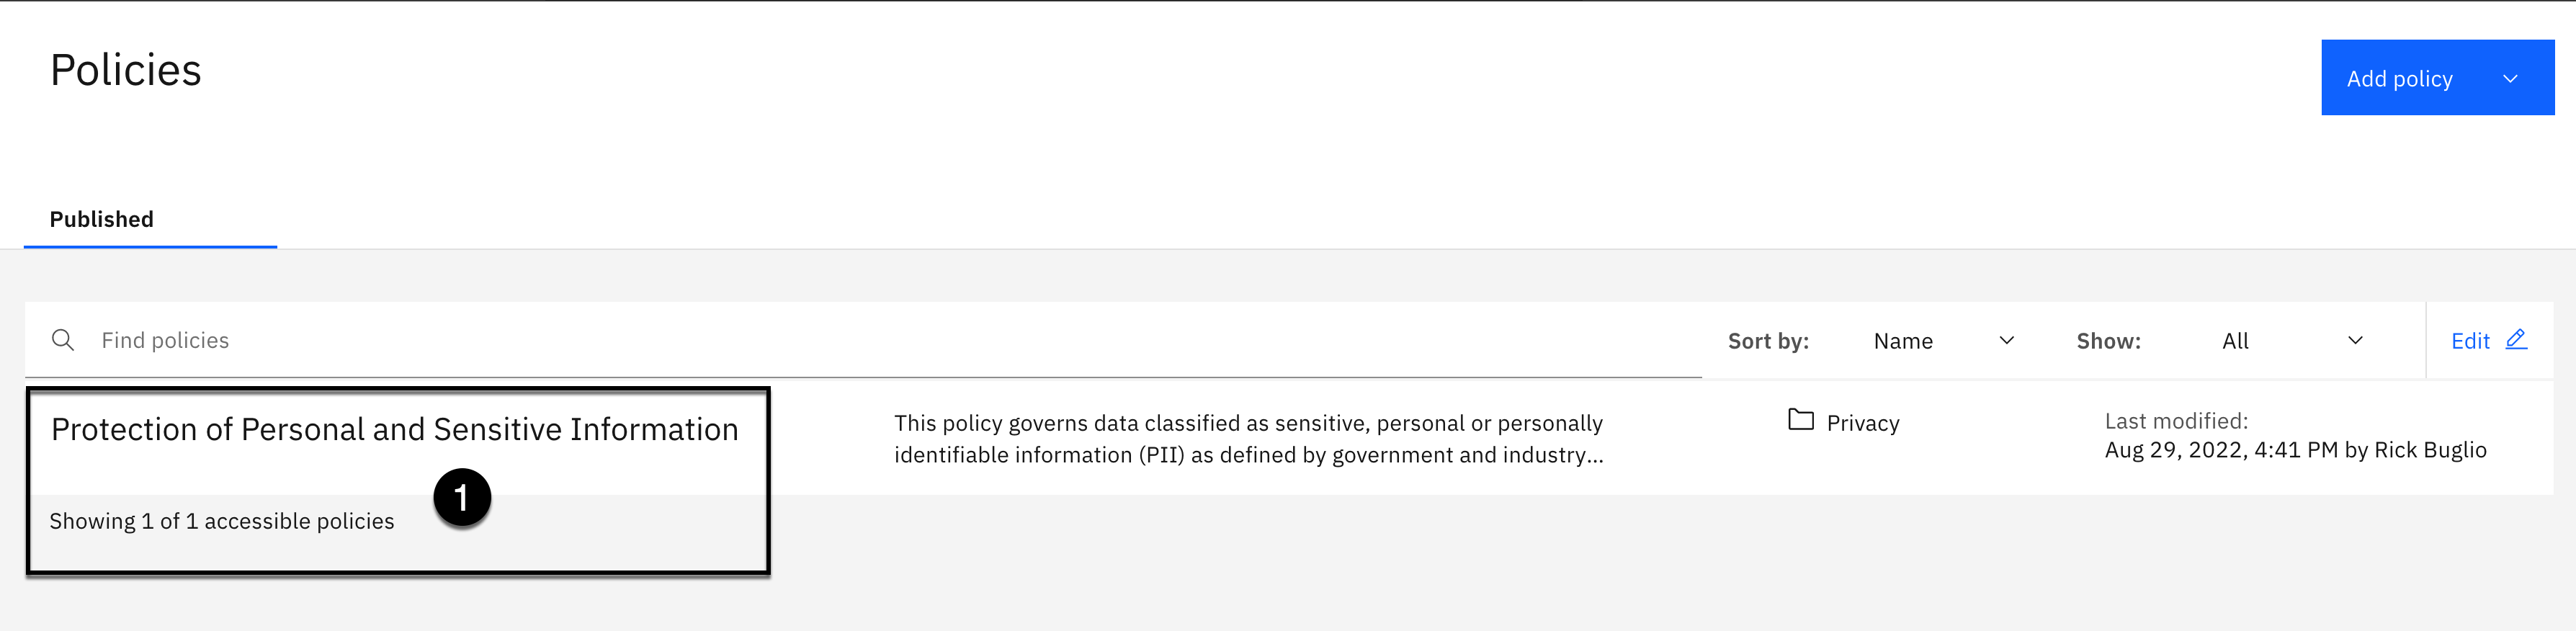 Policies
Add policy
Published
Find policies
Sort by: Name
Show: All
Edit
Protection of Personal and Sensitive Information
This policy governs data classified as sensitive, personal or personally
identifiable information (PII) as defined by government and industry...
Privacy
Last modified:
Aug 29, 2022, 4:41 PM by Rick Buglio
1
Showing 1 of 1 accessible policies